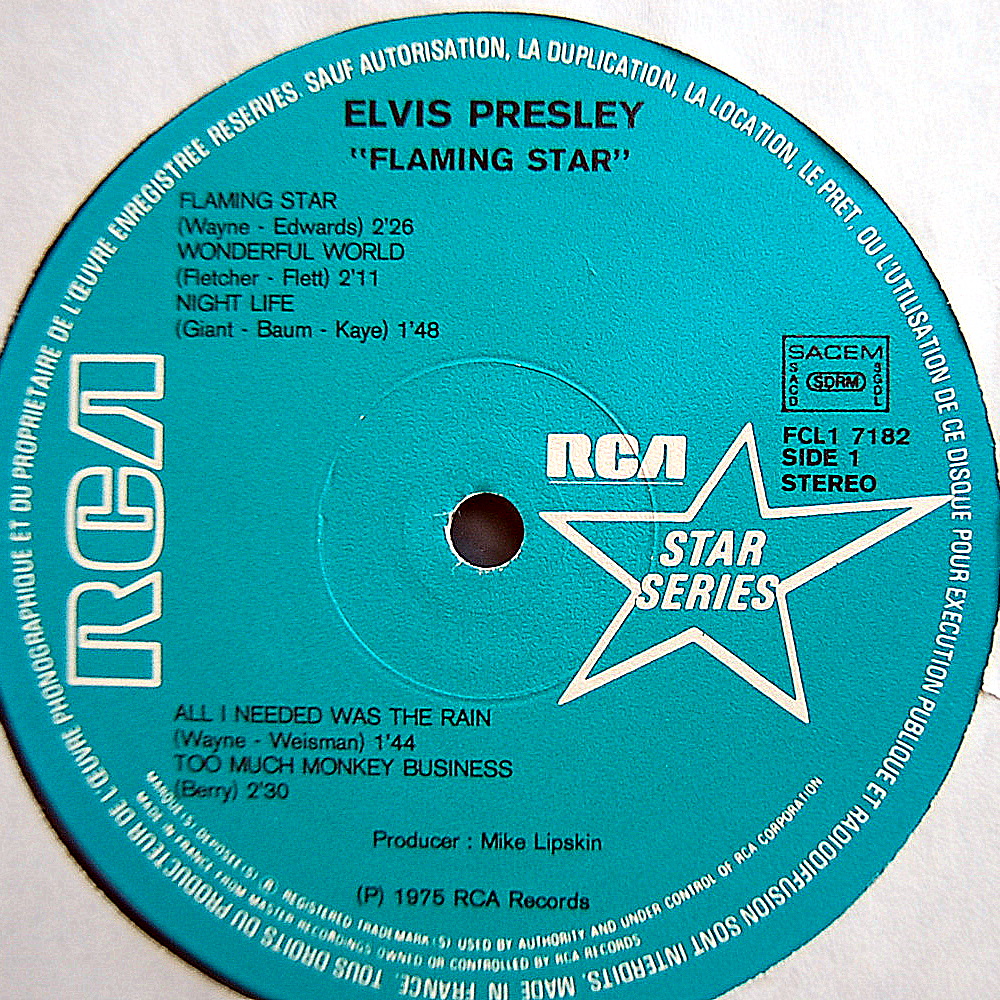 TOUS DROITS DU PRODUCTEUR DE L'ŒUVRE PHONOGRAPHIQUE ET DU PROPRIETAIRE DE L'ŒUVRE ENREGISTREE RESERVES. SAUF AUTORISATION, LA DUPLICATION, LA LOCATION, LE PRET, OU L'UTILISATION DE CE DISQUE POUR EXECUTION PUBLIQUE ET RADIODIFFUSION SONT INTERDITS. MADE IN FRANCE.
ELVIS PRESLEY
"FLAMING STAR"
FLAMING STAR
(Wayne - Edwards) 2'26
WONDERFUL WORLD
(Fletcher - Flett) 2'11
NIGHT LIFE
(Giant - Baum - Kaye) 1'48
RCA
SACEM
SACD
SDRM
SGDL
FCL1 7182
SIDE 1
STEREO
RCA
STAR
SERIES
ALL I NEEDED WAS THE RAIN
(Wayne - Weisman) 1'44
TOO MUCH MONKEY BUSINESS
(Berry) 2'30
Producer : Mike Lipskin
(P) 1975 RCA Records
MARQUE(S) DEPOSEE(S) (R) REGISTERED TRADEMARK(S) USED BY AUTHORITY AND UNDER CONTROL OF RCA CORPORATION
MADE IN FRANCE FROM MASTER RECORDINGS OWNED OR CONTROLLED BY RCA RECORDS